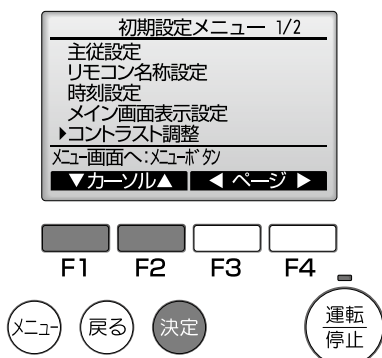 初期設定メニュー 1/2
主従設定
リモコン名称設定
時刻設定
メイン画面表示設定
▶コントラスト調整
メニュー画面へ:メニューボタン
▼カーソル▲ ◀ ページ ▶
F1 F2 F3 F4
メニュー 戻る 決定 運転
停止